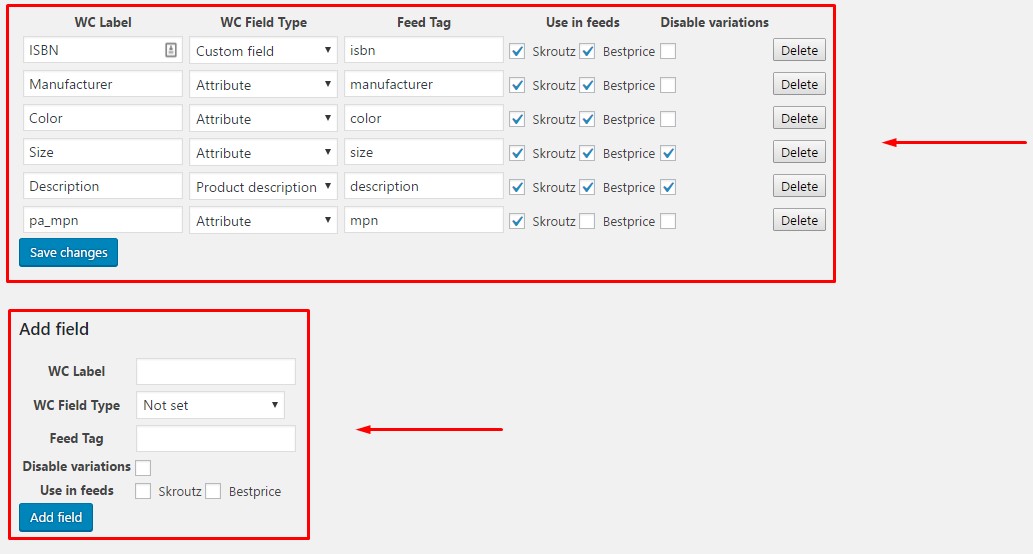 WC Label WC Field Type Feed Tag Use in feeds Disable variations
ISBN Custom field isbn Skroutz Bestprice Delete
Manufacturer Attribute manufacturer Skroutz Bestprice Delete
Color Attribute color Skroutz Bestprice Delete
Size Attribute size Skroutz Bestprice Delete
Description Product description description Skroutz Bestprice Delete
pa_mpn Attribute mpn Skroutz Bestprice Delete
Save changes
Add field
WC Label
WC Field Type Not set
Feed Tag
Disable variations
Use in feeds Skroutz Bestprice
Add field